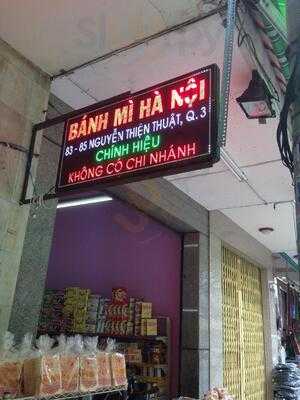 BÁNH MÌ HÀ NỘI
83 - 85 NGUYỄN THIỆN THUẬT, Q. 3
CHÍNH HIỆU
KHÔNG CÓ CHI NHÁNH